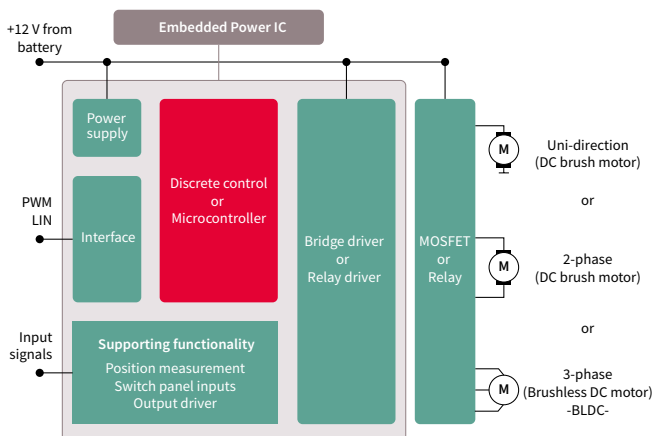 Embedded Power IC
+12 V from
battery
Power
supply
Discrete control
or
Microcontroller
PWM
LIN
Interface
Bridge driver
or
Relay driver
MOSFET
or
Relay
Input
signals
Supporting functionality
Position measurement
Switch panel inputs
Output driver
M
Uni-direction
(DC brush motor)
or
M
2-phase
(DC brush motor)
or
M
3-phase
(Brushless DC motor)
-BLDC-